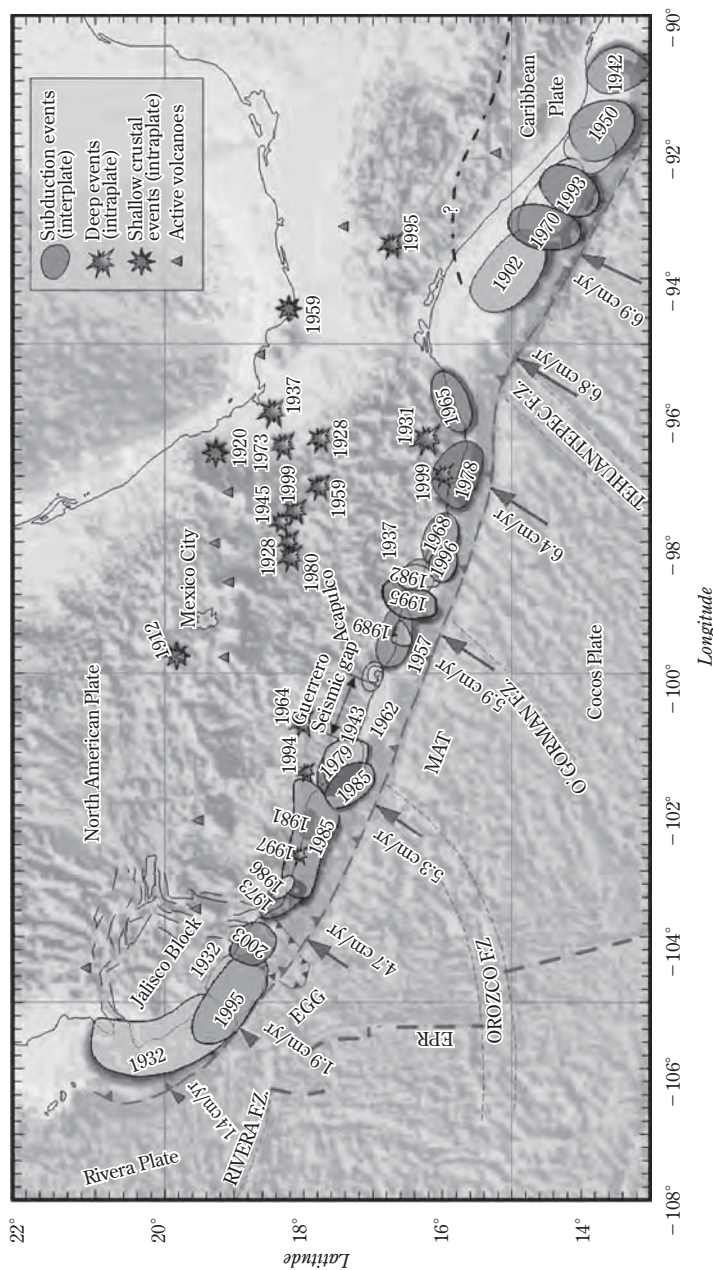 22°
20°
18°
16°
14°
Latitude
−108°
−106°
−104°
−102°
−100°
−98°
−96°
−94°
−92°
−90°
Longitude
Subduction events
(interplate)
Deep events
(intraplate)
Shallow crustal
events (intraplate)
Active volcanoes
North American Plate
Rivera Plate
Jalisco Block
Mexico City
Caribbean
Plate
Cocos Plate
Guerrero
Seismic gap
Acapulco
RIVERA F.Z.
EGG
EPR
OROZCO F.Z.
MAT
O'GORMAN F.Z.
TEHUANTEPEC F.Z.
1.4 cm/yr
1.9 cm/yr
4.7 cm/yr
5.3 cm/yr
5.9 cm/yr
6.4 cm/yr
6.8 cm/yr
6.9 cm/yr
1932
1995
1932
2003
1973
1986
1997
1985
1981
1994
1964
1979
1985
1943
1962
1957
1989
1995
1982
1996
1968
1937
1978
1999
1931
1965
1912
1928
1980
1945
1999
1959
1973
1920
1928
1937
1959
1995
?
1902
1970
1993
1950
1942